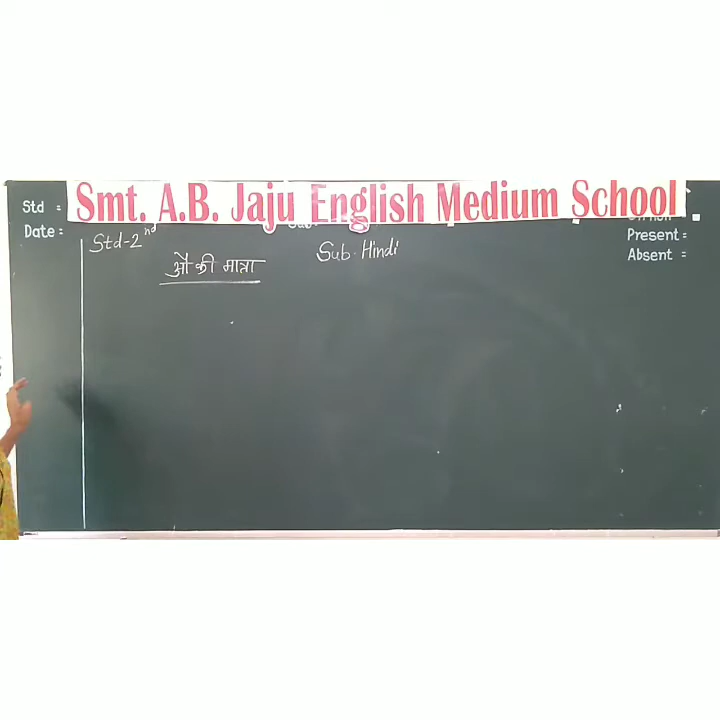 Smt. A.B. Jaju English Medium School
Std =
Date :
Std-2nd
Sub. Hindi
औ की मात्रा
Present =
Absent =